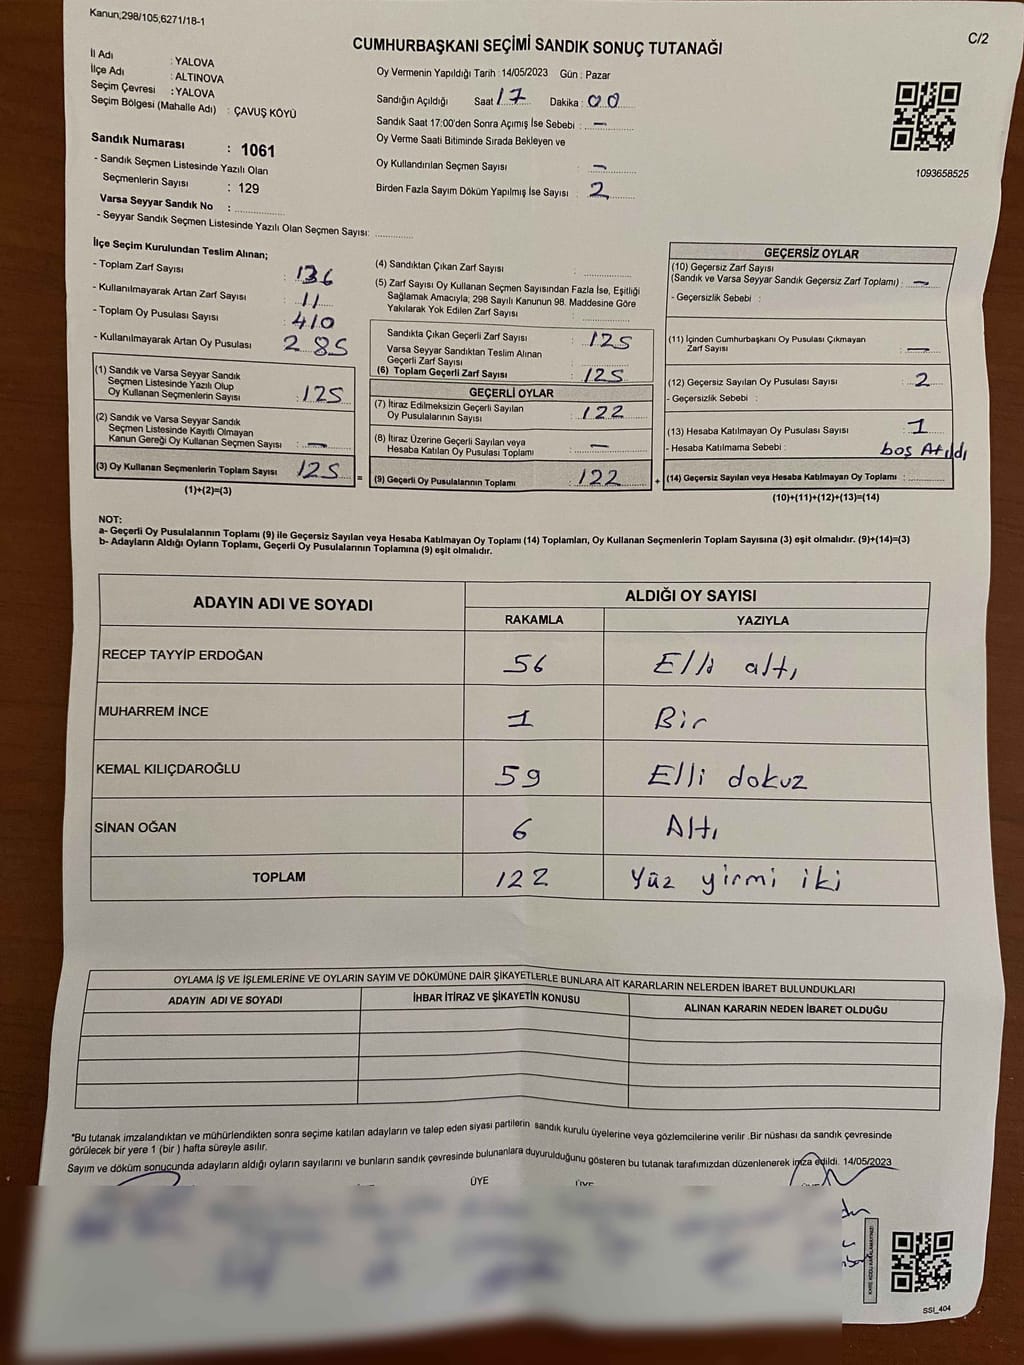 Kanun;298/105,6271/18-1
C/2
CUMHURBAŞKANI SEÇİMİ SANDIK SONUÇ TUTANAĞI
İl Adı : YALOVA
İlçe Adı : ALTINOVA
Seçim Çevresi : YALOVA
Seçim Bölgesi (Mahalle Adı) : ÇAVUŞ KÖYÜ
Sandık Numarası : 1061
- Sandık Seçmen Listesinde Yazılı Olan
Seçmenlerin Sayısı : 129
Varsa Seyyar Sandık No :
- Seyyar Sandık Seçmen Listesinde Yazılı Olan Seçmen Sayısı:
Oy Vermenin Yapıldığı Tarih : 14/05/2023 Gün : Pazar
Sandığın Açıldığı Saat 17 Dakika : 00
Sandık Saat 17:00'den Sonra Açımış İse Sebebi : —
Oy Verme Saati Bitiminde Sırada Bekleyen ve
Oy Kullandırılan Seçmen Sayısı —
Birden Fazla Sayım Döküm Yapılmış İse Sayısı : 2
1093658525
İlçe Seçim Kurulundan Teslim Alınan;
- Toplam Zarf Sayısı : 136
- Kullanılmayarak Artan Zarf Sayısı : 11
- Toplam Oy Pusulası Sayısı : 410
- Kullanılmayarak Artan Oy Pusulası 285
(1) Sandık ve Varsa Seyyar Sandık
Seçmen Listesinde Yazılı Olup
Oy Kullanan Seçmenlerin Sayısı : 125
(2) Sandık ve Varsa Seyyar Sandık
Seçmen Listesinde Kayıtlı Olmayan
Kanun Gereği Oy Kullanan Seçmen Sayısı : —
(3) Oy Kullanan Seçmenlerin Toplam Sayısı 125
(1)+(2)=(3)
=
(4) Sandıktan Çıkan Zarf Sayısı :
(5) Zarf Sayısı Oy Kullanan Seçmen Sayısından Fazla İse, Eşitliği
Sağlamak Amacıyla; 298 Sayılı Kanunun 98. Maddesine Göre
Yakılarak Yok Edilen Zarf Sayısı :
Sandıkta Çıkan Geçerli Zarf Sayısı : 125
Varsa Seyyar Sandıktan Teslim Alınan
Geçerli Zarf Sayısı :
(6) Toplam Geçerli Zarf Sayısı : 125
GEÇERLİ OYLAR
(7) İtiraz Edilmeksizin Geçerli Sayılan
Oy Pusulalarının Sayısı : 122
(8) İtiraz Üzerine Geçerli Sayılan veya
Hesaba Katılan Oy Pusulası Toplamı : —
(9) Geçerli Oy Pusulalarının Toplamı : 122
+
GEÇERSİZ OYLAR
(10) Geçersiz Zarf Sayısı
(Sandık ve Varsa Seyyar Sandık Geçersiz Zarf Toplamı) : —
- Geçersizlik Sebebi :
(11) İçinden Cumhurbaşkanı Oy Pusulası Çıkmayan
Zarf Sayısı : —
(12) Geçersiz Sayılan Oy Pusulası Sayısı : 2
- Geçersizlik Sebebi :
(13) Hesaba Katılmayan Oy Pusulası Sayısı : 1
- Hesaba Katılmama Sebebi : boş Atıldı
(14) Geçersiz Sayılan veya Hesaba Katılmayan Oy Toplamı :
(10)+(11)+(12)+(13)=(14)
NOT:
a- Geçerli Oy Pusulalarının Toplamı (9) ile Geçersiz Sayılan veya Hesaba Katılmayan Oy Toplamı (14) Toplamları, Oy Kullanan Seçmenlerin Toplam Sayısına (3) eşit olmalıdır. (9)+(14)=(3)
b- Adayların Aldığı Oyların Toplamı, Geçerli Oy Pusulalarının Toplamına (9) eşit olmalıdır.
ADAYIN ADI VE SOYADI ALDIĞI OY SAYISI
RAKAMLA YAZIYLA
RECEP TAYYİP ERDOĞAN 56 Elli altı
MUHARREM İNCE 1 Bir
KEMAL KILIÇDAROĞLU 59 Elli dokuz
SİNAN OĞAN 6 Altı
TOPLAM 122 Yüz yirmi iki
OYLAMA İŞ VE İŞLEMLERİNE VE OYLARIN SAYIM VE DÖKÜMÜNE DAİR ŞİKAYETLERLE BUNLARA AİT KARARLARIN NELERDEN İBARET BULUNDUKLARI
ADAYIN ADI VE SOYADI İHBAR İTİRAZ VE ŞİKAYETİN KONUSU ALINAN KARARIN NEDEN İBARET OLDUĞU
*Bu tutanak imzalandıktan ve mühürlendikten sonra seçime katılan adayların ve talep eden siyasi partilerin sandık kurulu üyelerine veya gözlemcilerine verilir .Bir nüshası da sandık çevresinde
görülecek bir yere 1 (bir ) hafta süreyle asılır.
Sayım ve döküm sonucunda adayların aldığı oyların sayılarını ve bunların sandık çevresinde bulunanlara duyurulduğunu gösteren bu tutanak tarafımızdan düzenlenerek imza edildi. 14/05/2023
ÜYE ÜYE
KARE KODU KARALAMAYINIZ!
SSI_404